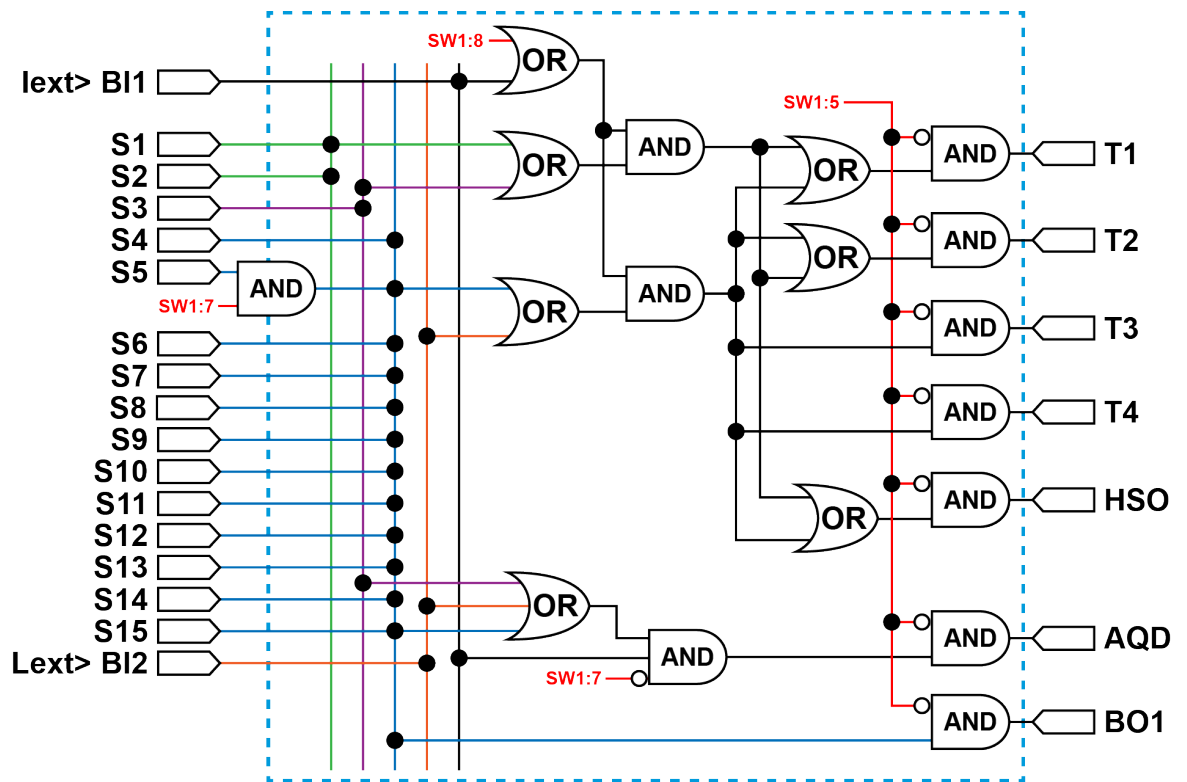 SW1:8
OR
Iext> BI1
SW1:5
S1
AND
AND
T1
S2
OR
OR
S3
S4
OR
AND
T2
S5
AND
SW1:7
OR
AND
AND
T3
S6
S7
S8
AND
T4
S9
S10
S11
OR
AND
HSO
S12
S13
S14
OR
S15
AND
AQD
Lext> BI2
AND
SW1:7
AND
BO1